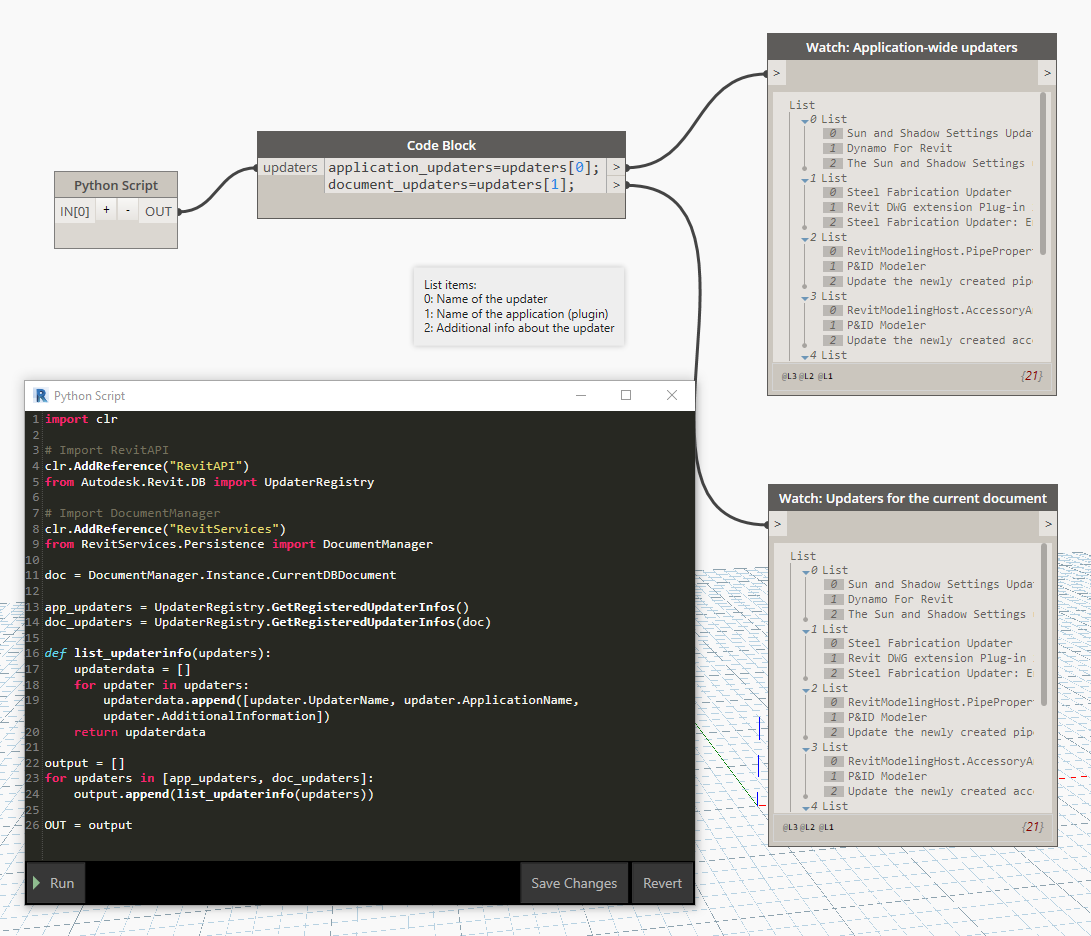 Python Script
IN[0] + - OUT
Code Block
updaters application_updaters=updaters[0]; >
document_updaters=updaters[1]; >
List items:
0: Name of the updater
1: Name of the application (plugin)
2: Additional info about the updater
Watch: Application-wide updaters
> >
List
0 List
0 Sun and Shadow Settings Upda
1 Dynamo For Revit
2 The Sun and Shadow Settings
1 List
0 Steel Fabrication Updater
1 Revit DWG extension Plug-in
2 Steel Fabrication Updater: E
2 List
0 RevitModelingHost.PipeProper
1 P&ID Modeler
2 Update the newly created pip
3 List
0 RevitModelingHost.AccessoryA
1 P&ID Modeler
2 Update the newly created acc
4 List
@L3 @L2 @L1 {21}
Python Script
1 import clr
2
3 # Import RevitAPI
4 clr.AddReference("RevitAPI")
5 from Autodesk.Revit.DB import UpdaterRegistry
6
7 # Import DocumentManager
8 clr.AddReference("RevitServices")
9 from RevitServices.Persistence import DocumentManager
10
11 doc = DocumentManager.Instance.CurrentDBDocument
12
13 app_updaters = UpdaterRegistry.GetRegisteredUpdaterInfos()
14 doc_updaters = UpdaterRegistry.GetRegisteredUpdaterInfos(doc)
15
16 def list_updaterinfo(updaters):
17 updaterdata = []
18 for updater in updaters:
19 updaterdata.append([updater.UpdaterName, updater.ApplicationName,
updater.AdditionalInformation])
20 return updaterdata
21
22 output = []
23 for updaters in [app_updaters, doc_updaters]:
24 output.append(list_updaterinfo(updaters))
25
26 OUT = output
Run Save Changes Revert
Watch: Updaters for the current document
> >
List
0 List
0 Sun and Shadow Settings Upda
1 Dynamo For Revit
2 The Sun and Shadow Settings
1 List
0 Steel Fabrication Updater
1 Revit DWG extension Plug-in
2 Steel Fabrication Updater: E
2 List
0 RevitModelingHost.PipeProper
1 P&ID Modeler
2 Update the newly created pip
3 List
0 RevitModelingHost.AccessoryA
1 P&ID Modeler
2 Update the newly created acc
4 List
@L3 @L2 @L1 {21}